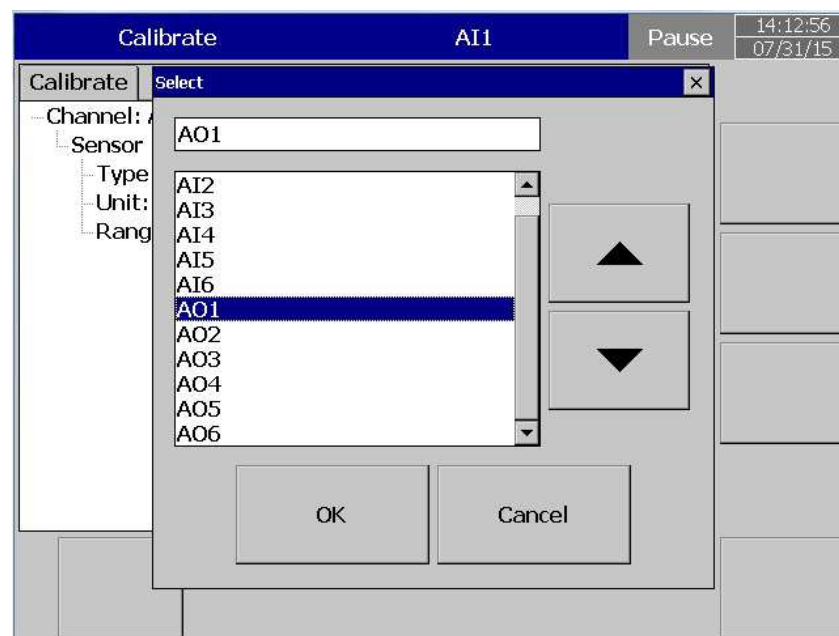 Calibrate AI1 Pause 14:12:56
07/31/15
Calibrate Select
Channel:
Sensor
Type
Unit:
AO1
AI2
AI3
AI4
AI5
AI6
AO1
AO2
AO3
AO4
AO5
AO6
OK Cancel